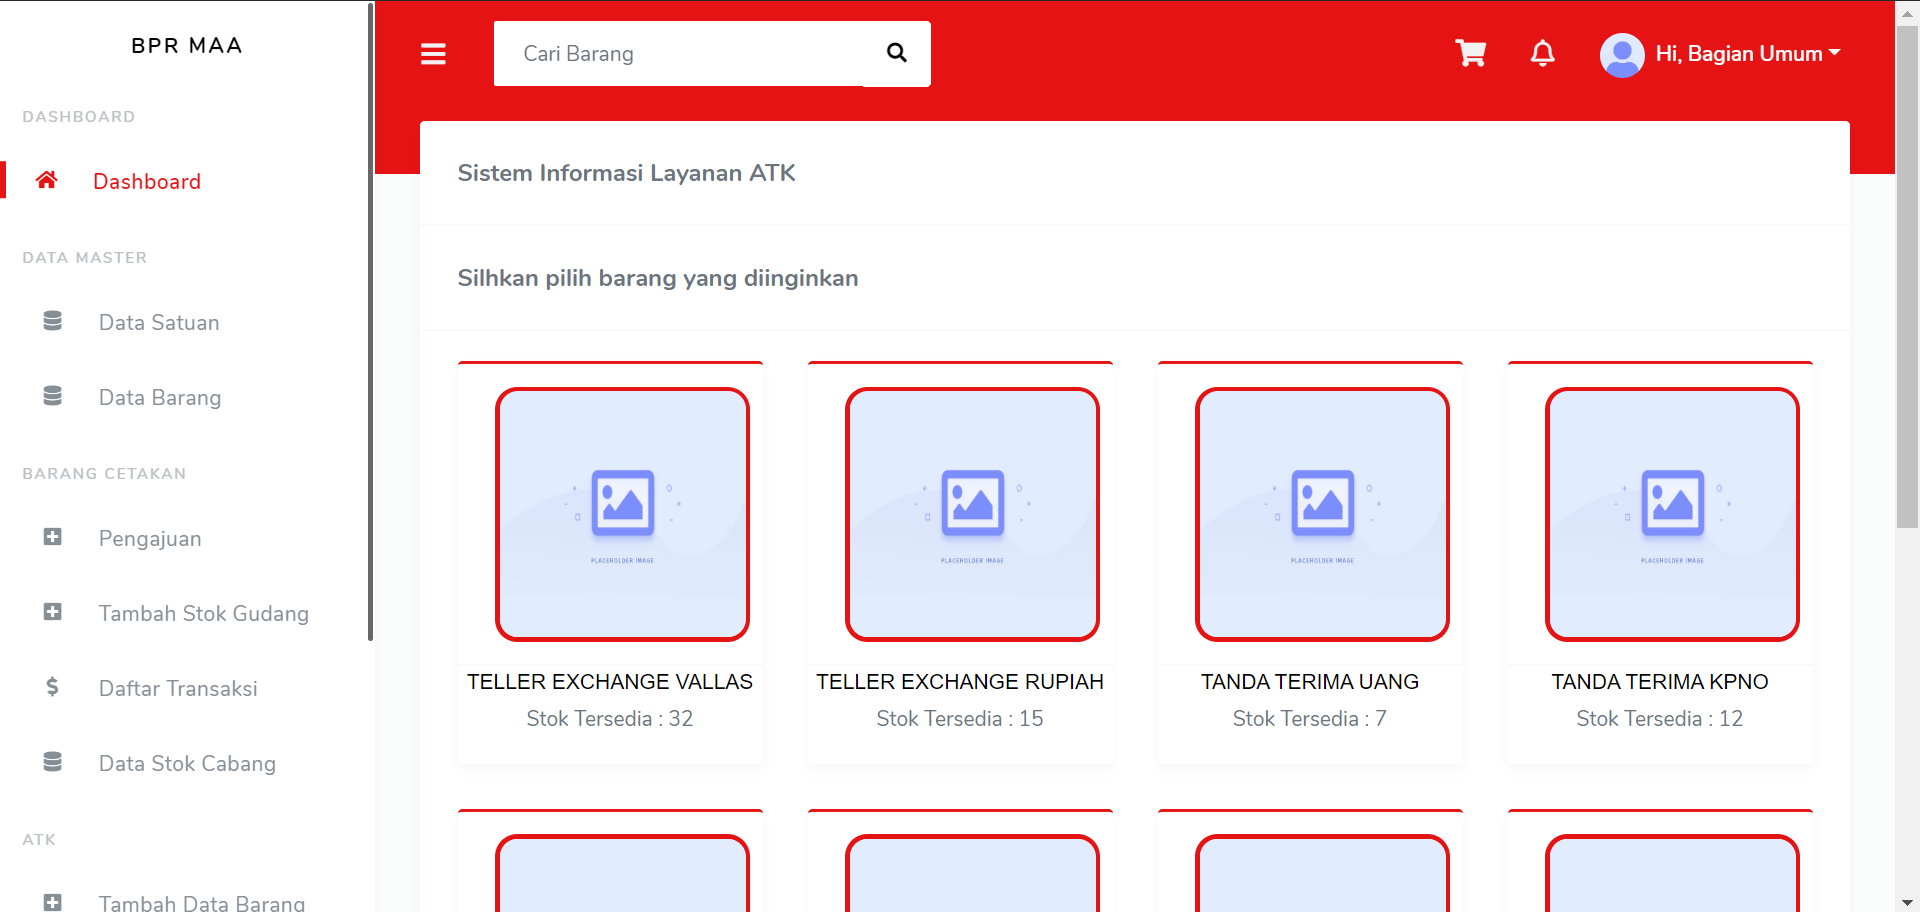 BPR MAA
DASHBOARD
Dashboard
DATA MASTER
Data Satuan
Data Barang
BARANG CETAKAN
Pengajuan
Tambah Stok Gudang
Daftar Transaksi
Data Stok Cabang
ATK
Tambah Data Barang
Cari Barang
Hi, Bagian Umum
Sistem Informasi Layanan ATK
Silhkan pilih barang yang diinginkan
PLACEHOLDER IMAGE
TELLER EXCHANGE VALLAS
Stok Tersedia : 32
PLACEHOLDER IMAGE
TELLER EXCHANGE RUPIAH
Stok Tersedia : 15
PLACEHOLDER IMAGE
TANDA TERIMA UANG
Stok Tersedia : 7
PLACEHOLDER IMAGE
TANDA TERIMA KPNO
Stok Tersedia : 12